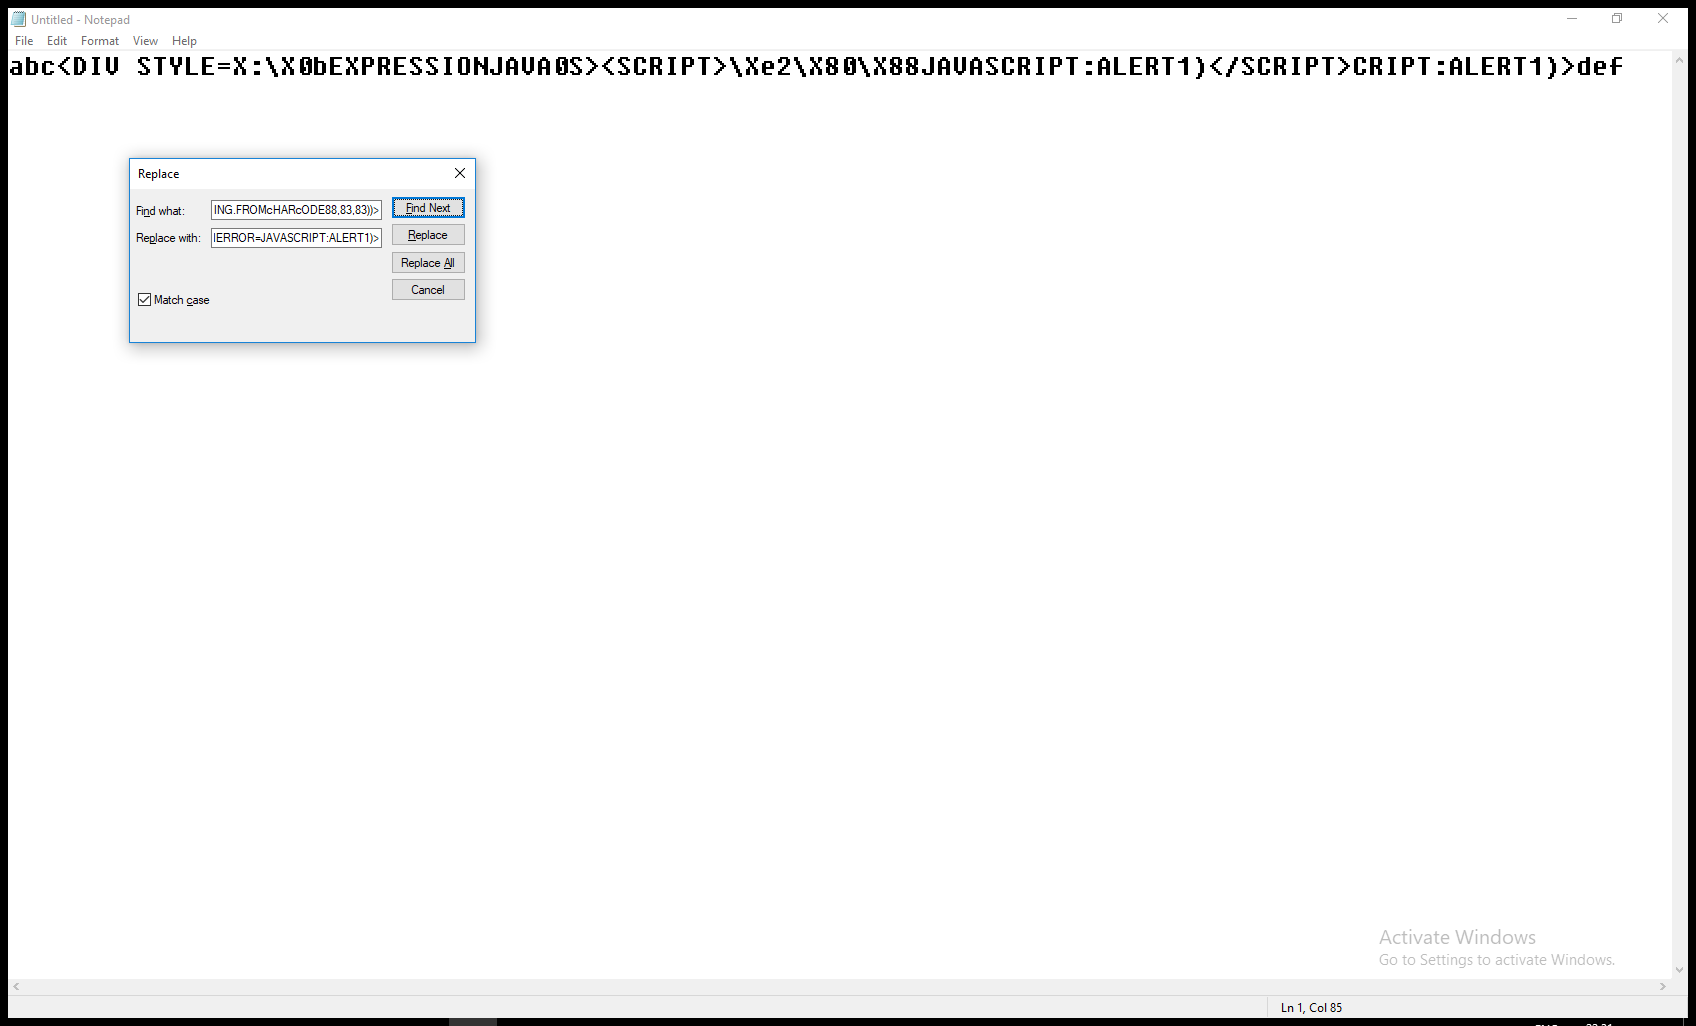 Untitled - Notepad
File Edit Format View Help
abc<DIV STYLE=X:\X0bEXPRESSIONJAVA0S><SCRIPT>\Xe2\X80\X88JAVASCRIPT:ALERT1)</SCRIPT>CRIPT:ALERT1)>def
Replace
Find what: ING.FROMcHARcODE88,83,83))> Find Next
Replace with: ERROR=JAVASCRIPT:ALERT1)> Replace
Replace All
Cancel
Match case
Activate Windows
Go to Settings to activate Windows.
Ln 1, Col 85